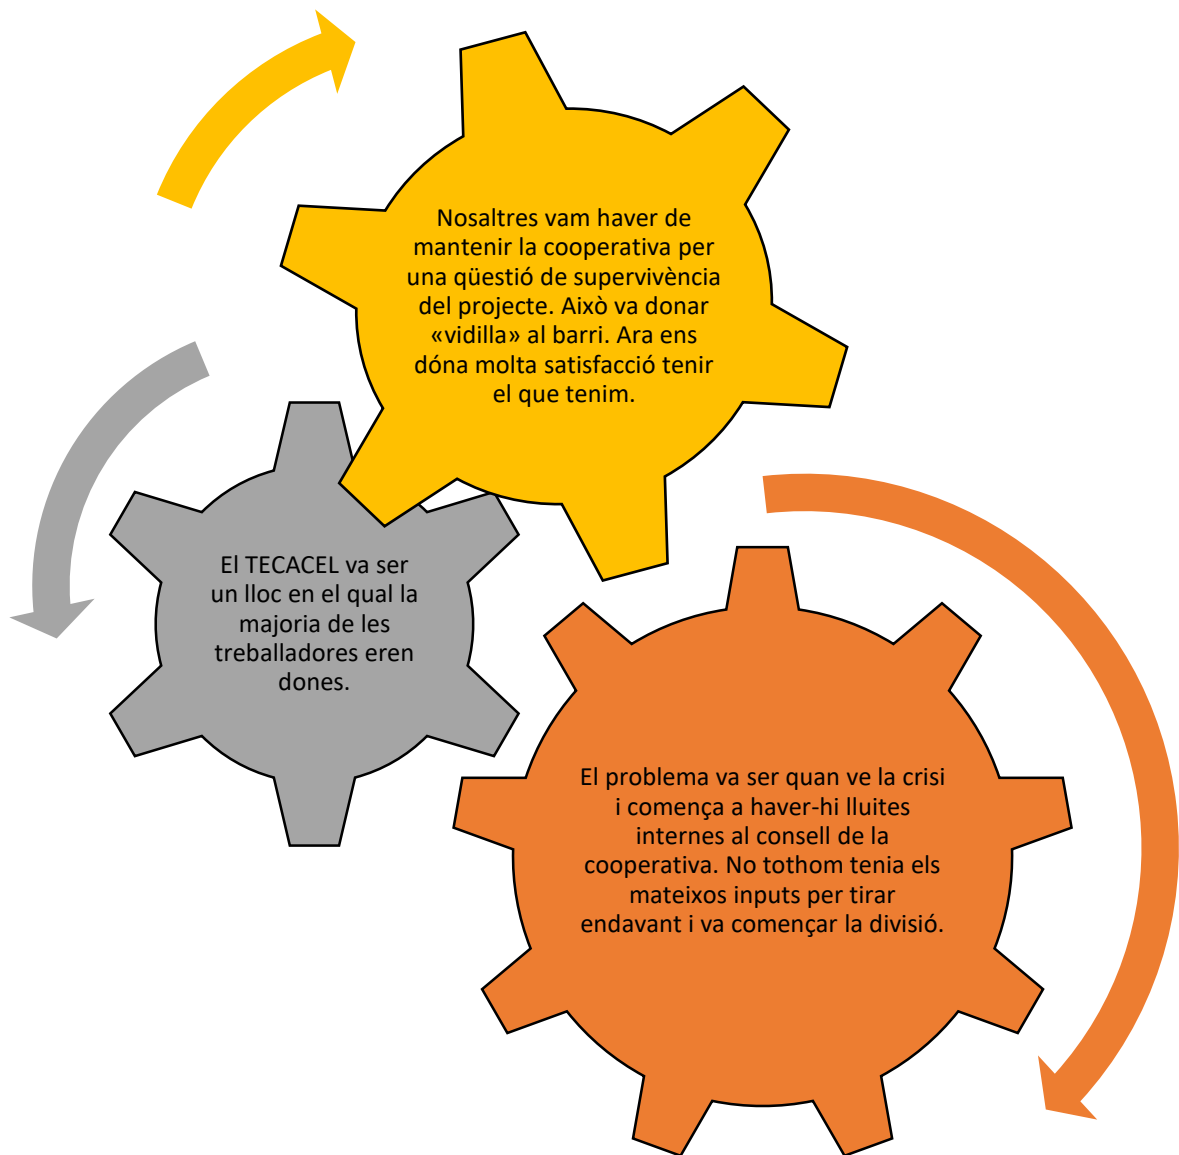 Nosaltres vam haver de
mantenir la cooperativa per
una qüestió de supervivència
del projecte. Això va donar
«vidilla» al barri. Ara ens
dóna molta satisfacció tenir
el que tenim.
El TECACEL va ser
un lloc en el qual la
majoria de les
treballadores eren
dones.
El problema va ser quan ve la crisi
i comença a haver-hi lluites
internes al consell de la
cooperativa. No tothom tenia els
mateixos inputs per tirar
endavant i va començar la divisió.